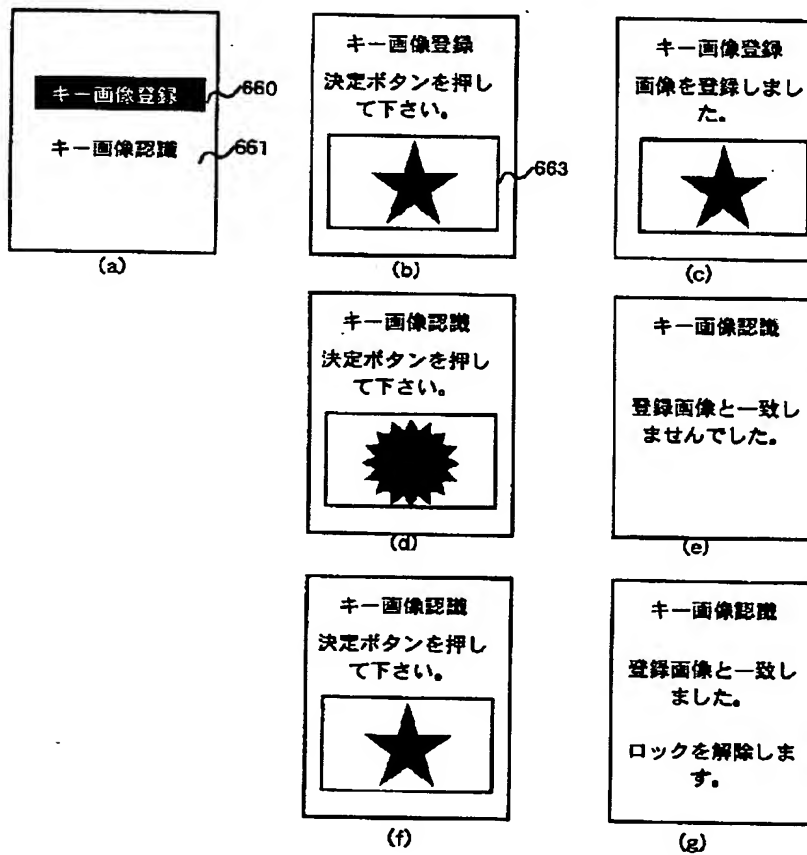 キー画像登録
660
キー画像認識
661
(a)
キー画像登録
決定ボタンを押し
て下さい。
663
(b)
キー画像登録
画像を登録しまし
た。
(c)
キー画像認識
決定ボタンを押し
て下さい。
(d)
キー画像認識
登録画像と一致し
ませんでした。
(e)
キー画像認識
決定ボタンを押し
て下さい。
(f)
キー画像認識
登録画像と一致し
ました。
ロックを解除しま
す。
(g)